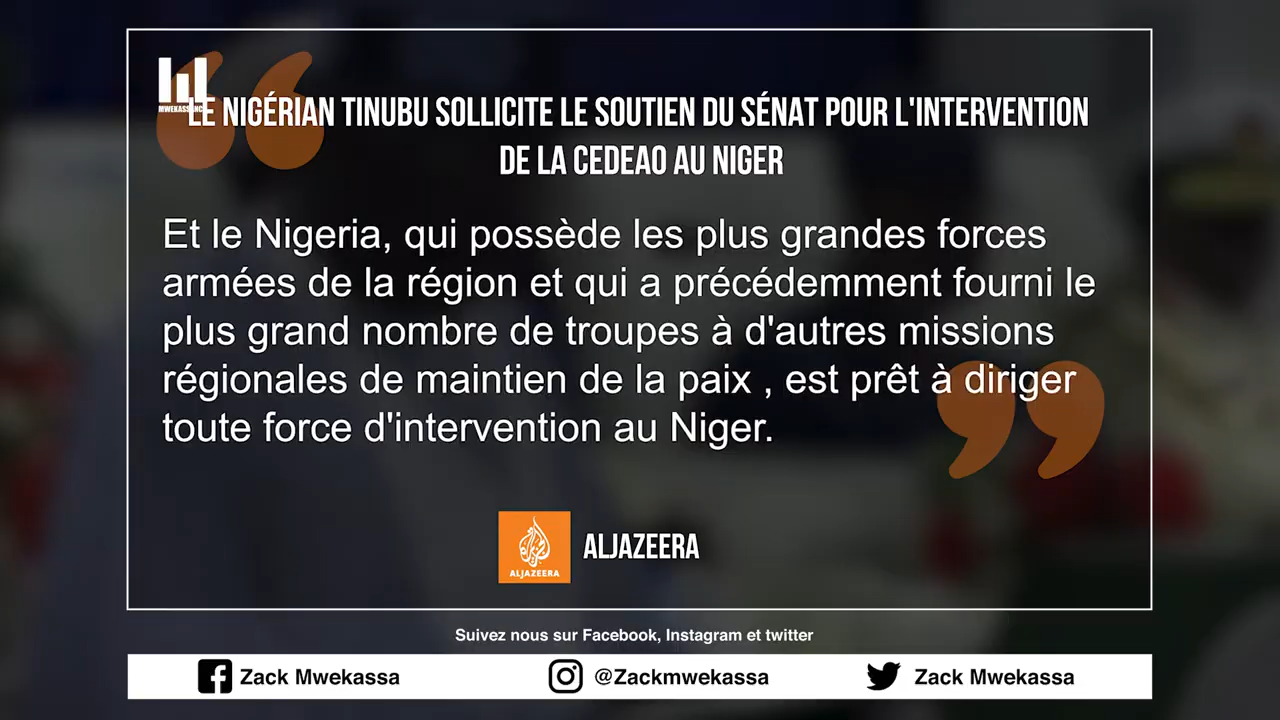 LE NIGÉRIAN TINUBU SOLLICITE LE SOUTIEN DU SÉNAT POUR L'INTERVENTION
DE LA CEDEAO AU NIGER
Et le Nigeria, qui possède les plus grandes forces
armées de la région et qui a précédemment fourni le
plus grand nombre de troupes à d'autres missions
régionales de maintien de la paix , est prêt à diriger
toute force d'intervention au Niger.
ALJAZEERA
ALJAZEERA
Suivez nous sur Facebook, Instagram et twitter
Zack Mwekassa
@Zackmwekassa
Zack Mwekassa